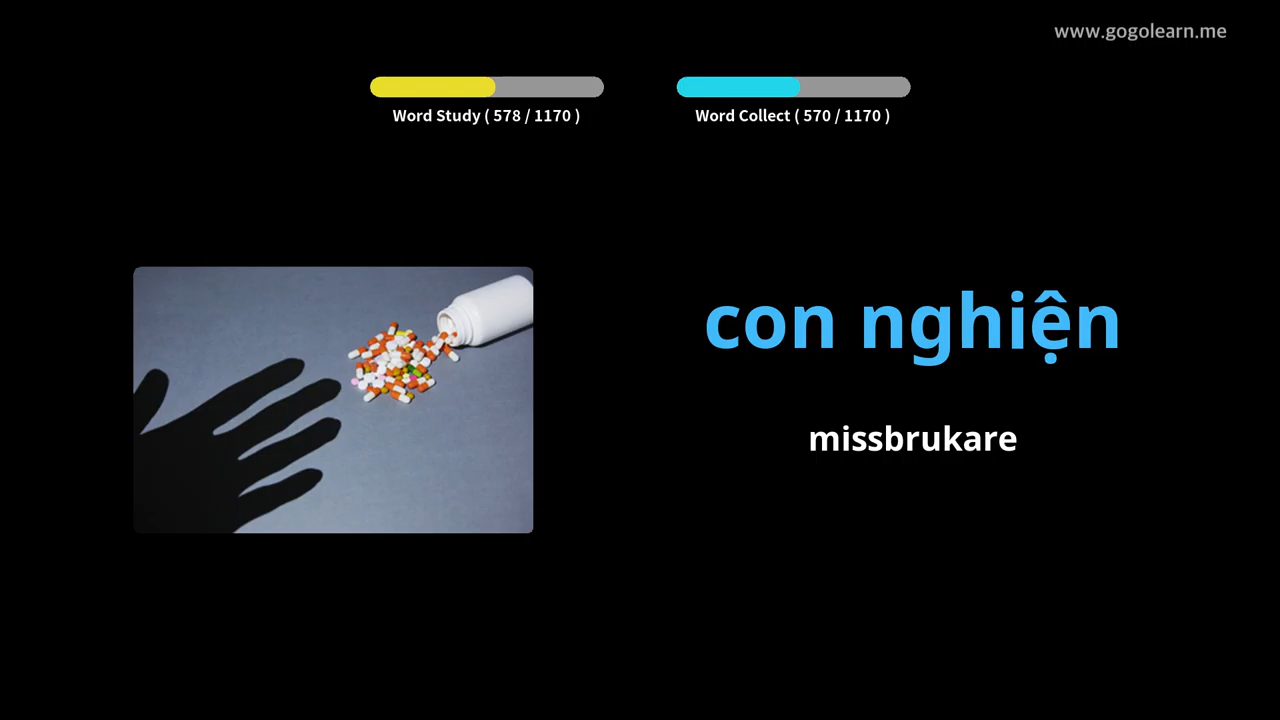 www.gogolearn.me
Word Study ( 578 / 1170 )
Word Collect ( 570 / 1170 )
con nghiện
missbrukare